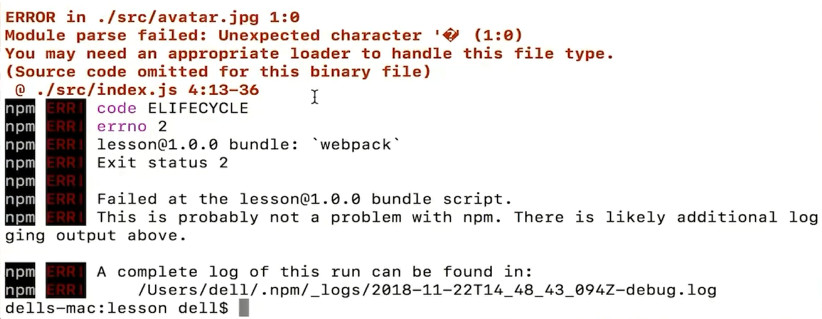 ERROR in ./src/avatar.jpg 1:0
Module parse failed: Unexpected character '�' (1:0)
You may need an appropriate loader to handle this file type.
(Source code omitted for this binary file)
@ ./src/index.js 4:13-36
npm ERR! code ELIFECYCLE
npm ERR! errno 2
npm ERR! lesson@1.0.0 bundle: `webpack`
npm ERR! Exit status 2
npm ERR!
npm ERR! Failed at the lesson@1.0.0 bundle script.
npm ERR! This is probably not a problem with npm. There is likely additional log
ging output above.
npm ERR! A complete log of this run can be found in:
npm ERR! /Users/dell/.npm/_logs/2018-11-22T14_48_43_094Z-debug.log
dells-mac:lesson dell$